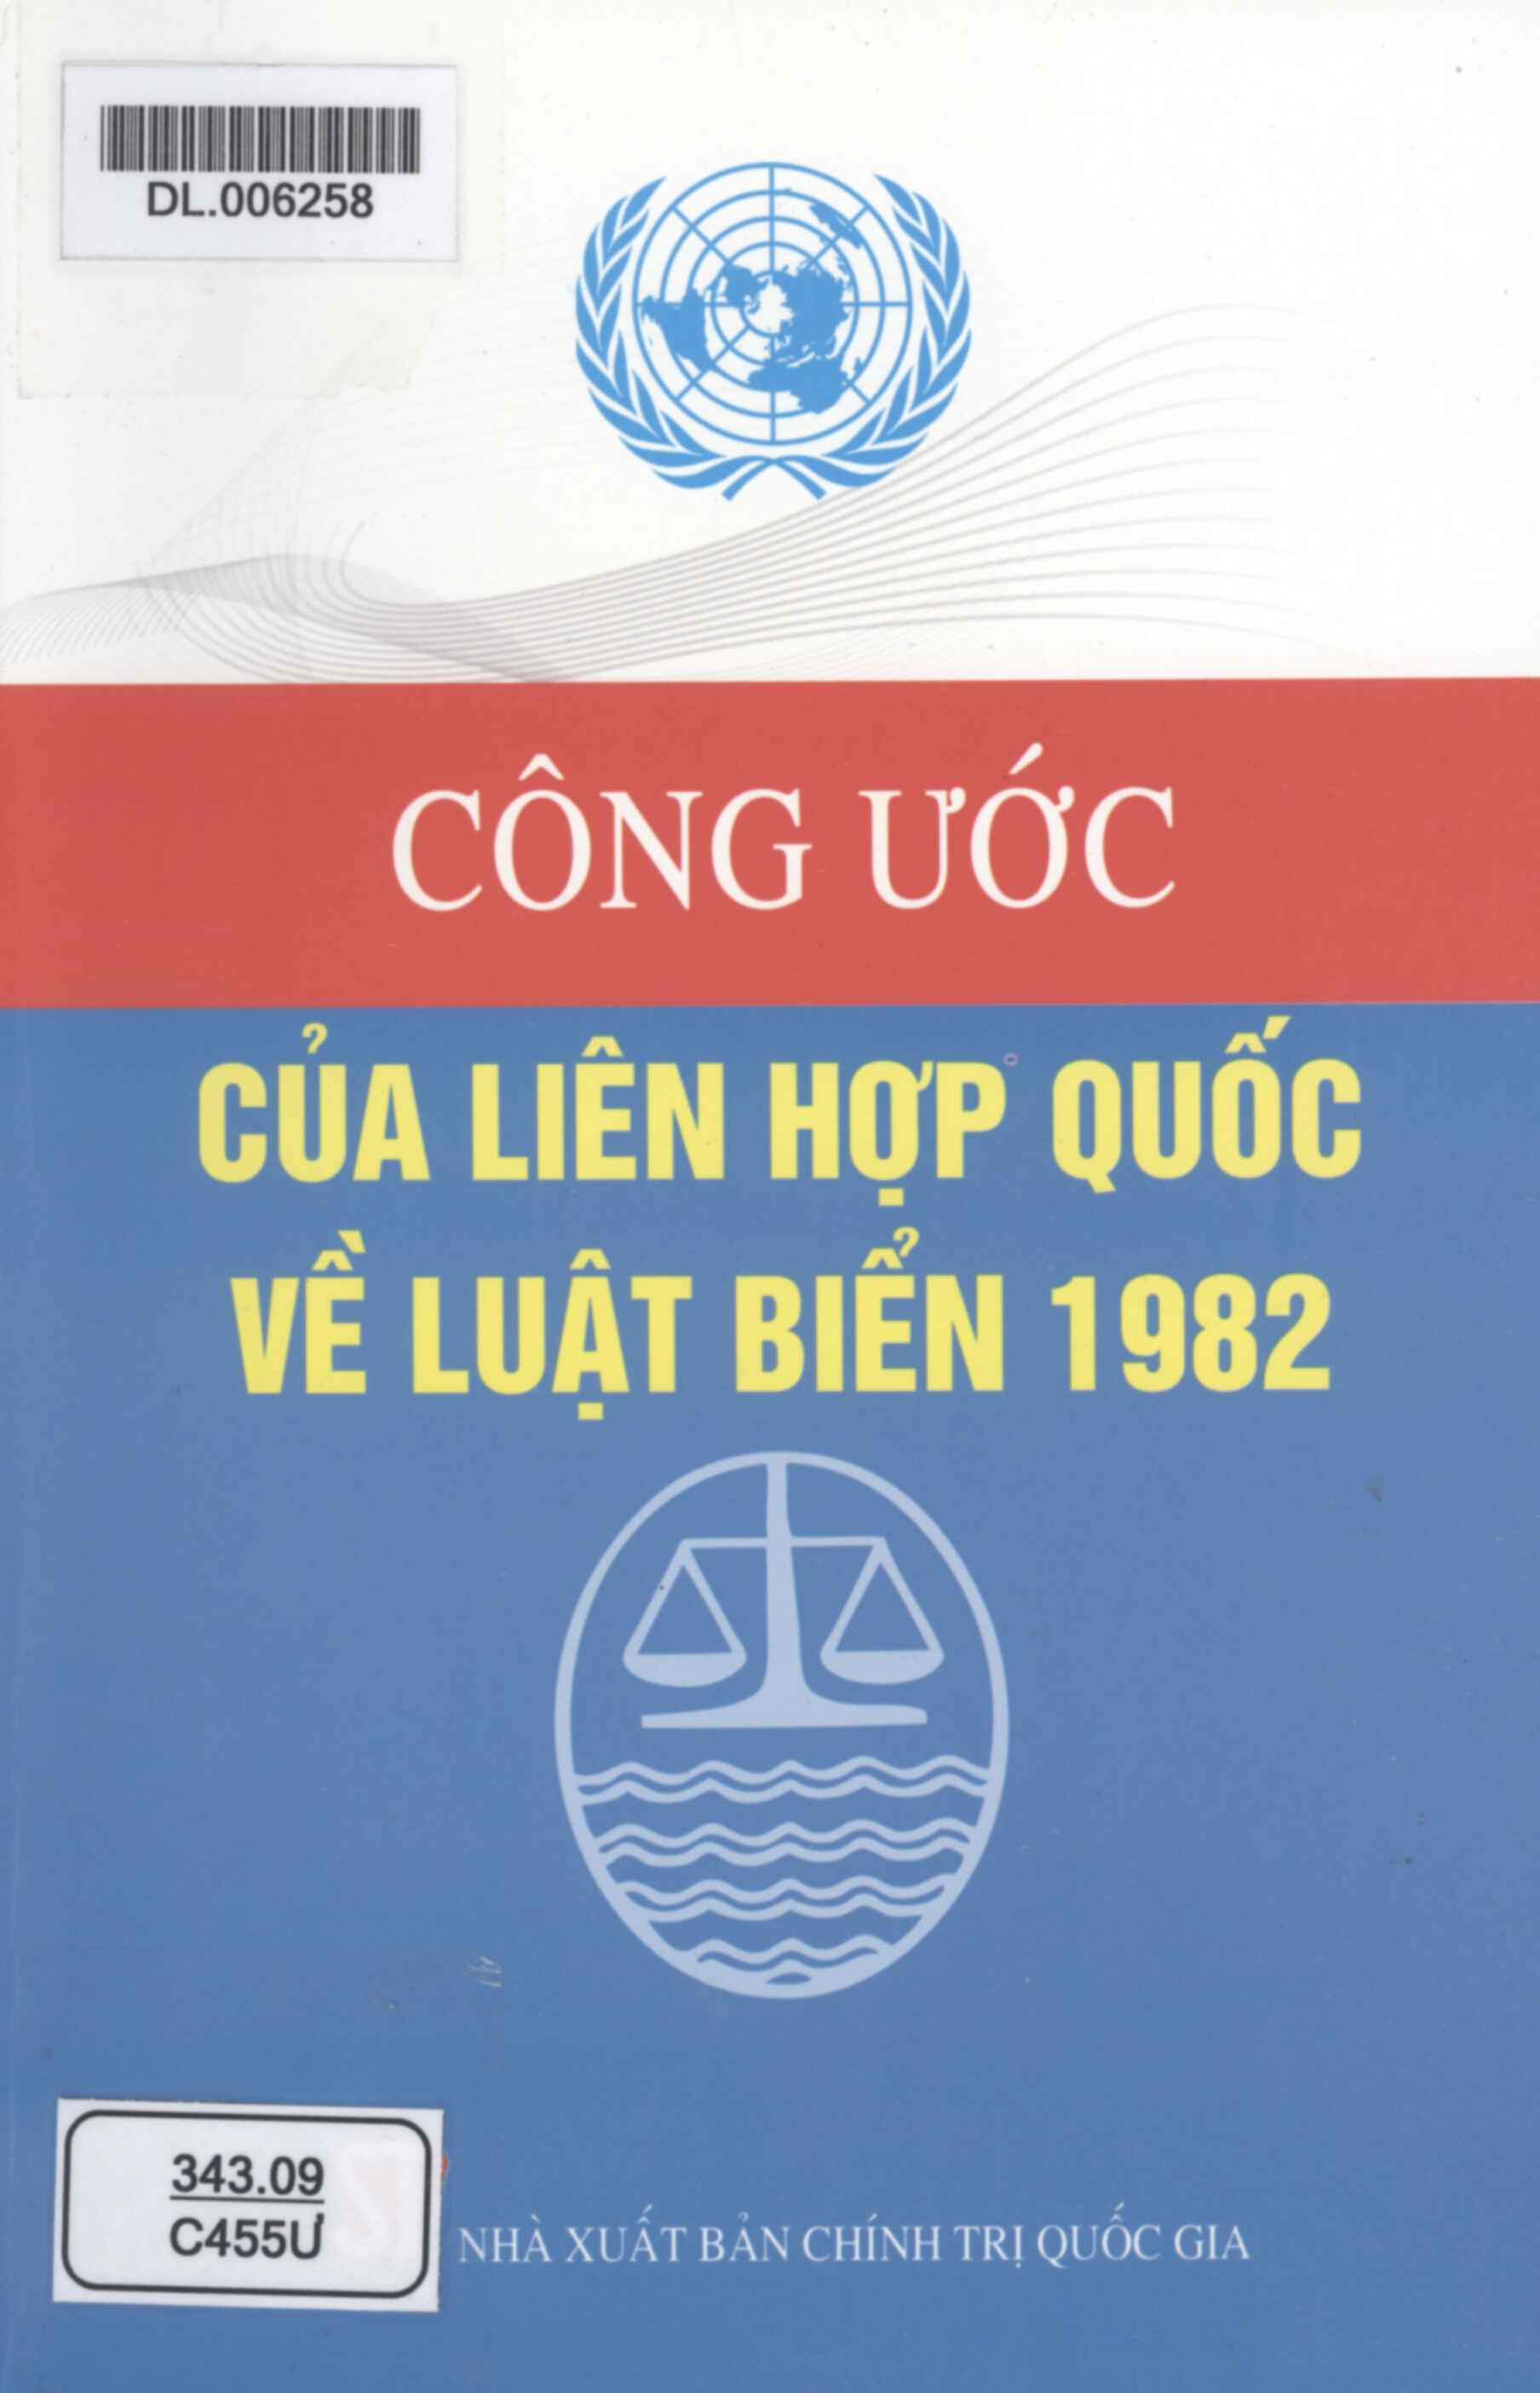 DL.006258
CÔNG ƯỚC
CỦA LIÊN HỢP QUỐC
VỀ LUẬT BIỂN 1982
343.09
C455Ư
NHÀ XUẤT BẢN CHÍNH TRỊ QUỐC GIA